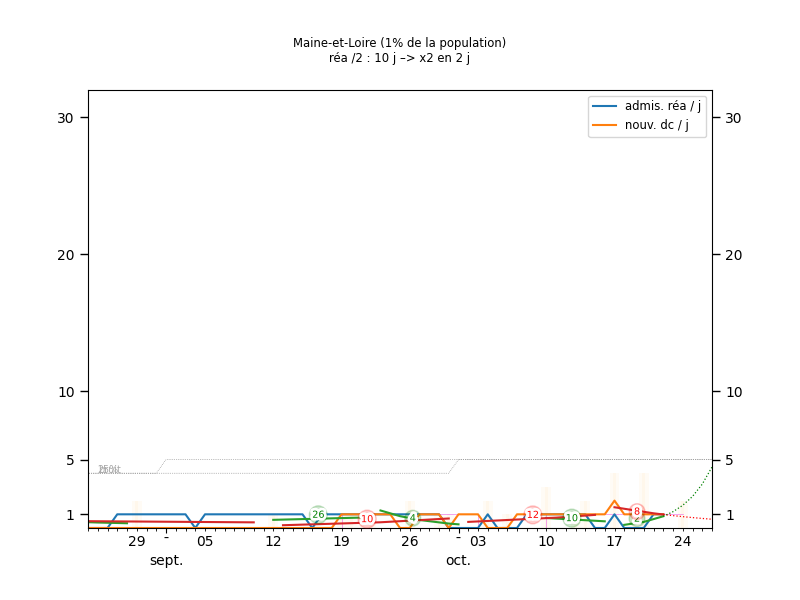 Maine-et-Loire (1% de la population)
réa /2 : 10 j –> x2 en 2 j
admis. réa / j
nouv. dc / j
30 30
20 20
10 10
5 5
1 1
26 10 4 12 10 8 2
29 - 05 12 19 26 - 03 10 17 24
sept. oct.